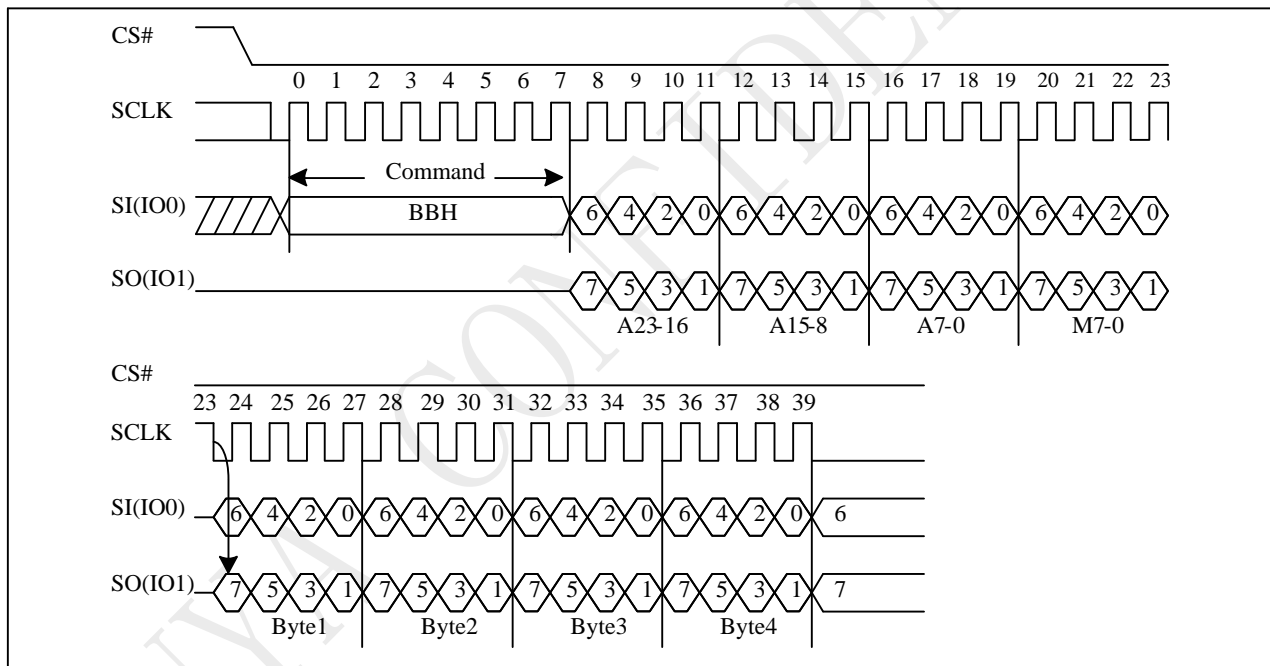 CS#
0 1 2 3 4 5 6 7 8 9 10 11 12 13 14 15 16 17 18 19 20 21 22 23
SCLK
Command
SI(IO0) BBH 6 4 2 0 6 4 2 0 6 4 2 0 6 4 2 0
SO(IO1) 7 5 3 1 7 5 3 1 7 5 3 1 7 5 3 1
A23-16 A15-8 A7-0 M7-0
CS#
23 24 25 26 27 28 29 30 31 32 33 34 35 36 37 38 39
SCLK
SI(IO0) 6 4 2 0 6 4 2 0 6 4 2 0 6 4 2 0 6
SO(IO1) 7 5 3 1 7 5 3 1 7 5 3 1 7 5 3 1 7
Byte1 Byte2 Byte3 Byte4